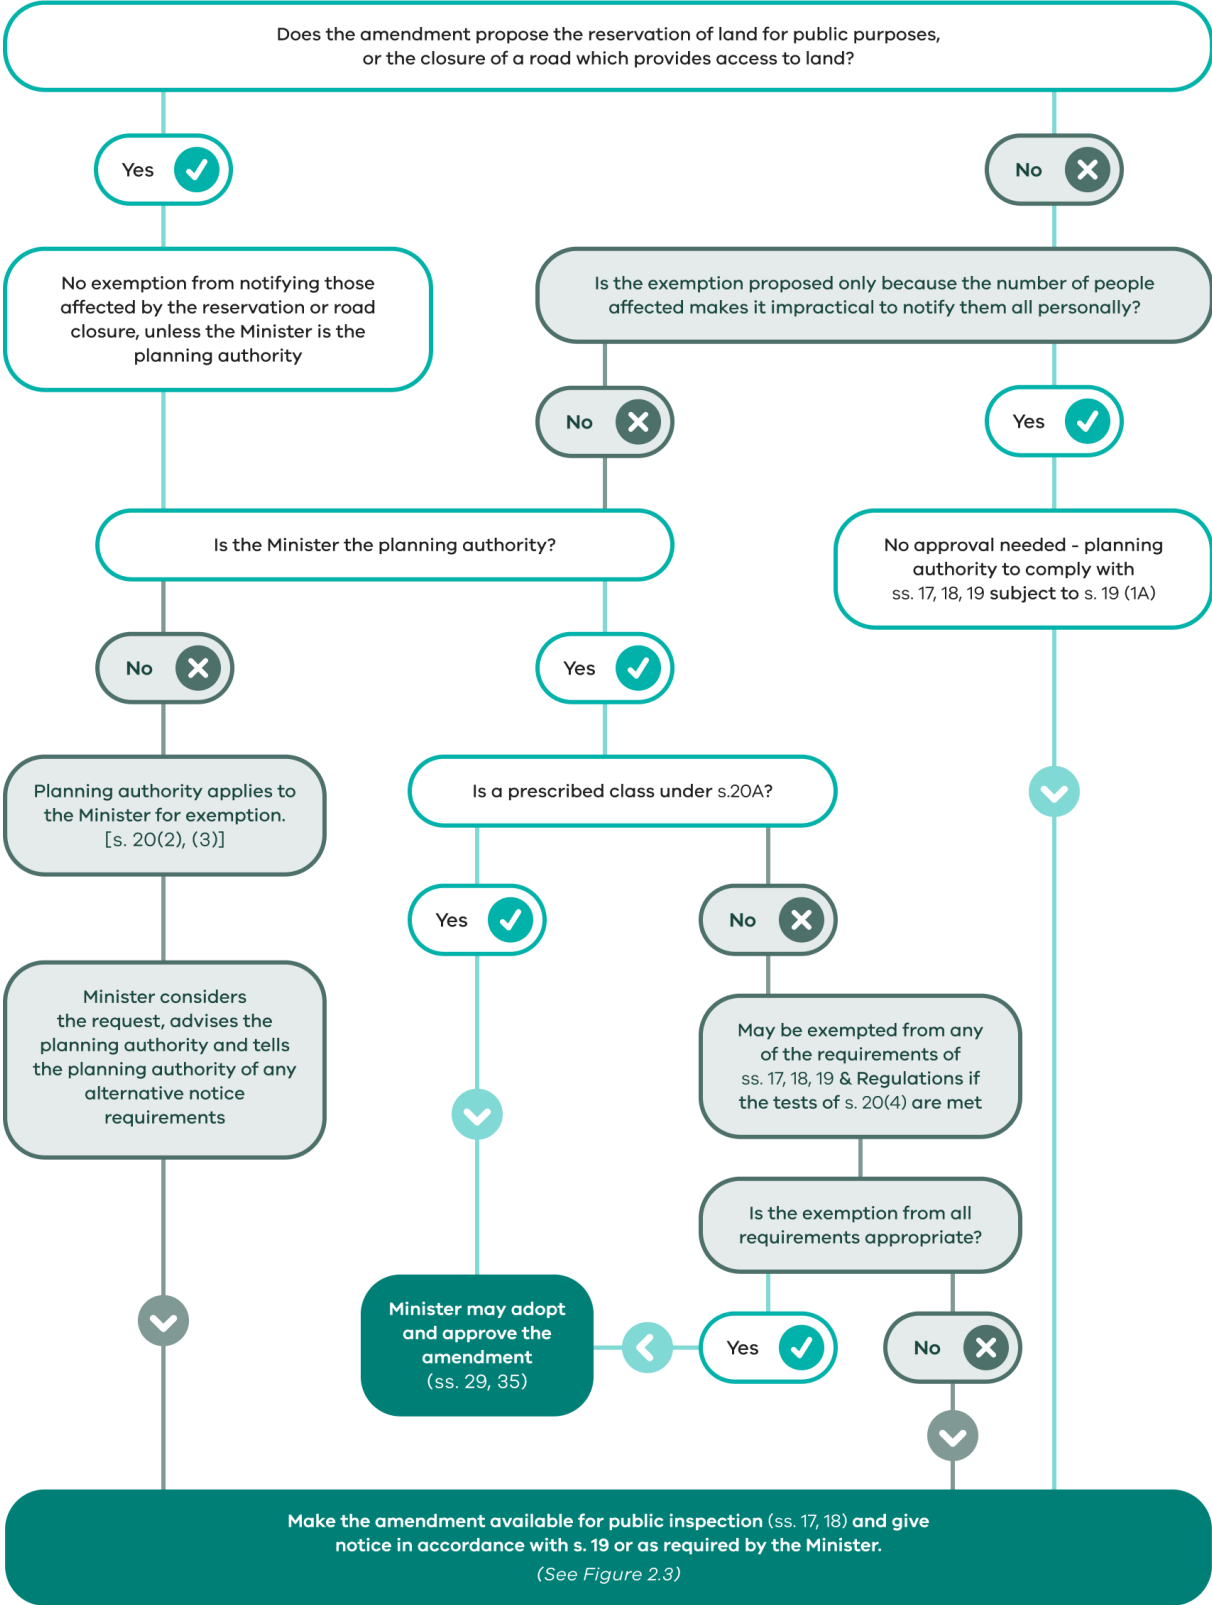 Does the amendment propose the reservation of land for public purposes,
or the closure of a road which provides access to land?
Yes
No
No exemption from notifying those
affected by the reservation or road
closure, unless the Minister is the
planning authority
Is the exemption proposed only because the number of people
affected makes it impractical to notify them all personally?
No
Yes
Is the Minister the planning authority?
No approval needed - planning
authority to comply with
ss. 17, 18, 19 subject to s. 19 (1A)
No
Yes
Planning authority applies to
the Minister for exemption.
[s. 20(2), (3)]
Is a prescribed class under s.20A?
Yes
No
Minister considers
the request, advises the
planning authority and tells
the planning authority of any
alternative notice
requirements
May be exempted from any
of the requirements of
ss. 17, 18, 19 & Regulations if
the tests of s. 20(4) are met
Is the exemption from all
requirements appropriate?
Minister may adopt
and approve the
amendment
(ss. 29, 35)
Yes
No
Make the amendment available for public inspection (ss. 17, 18) and give
notice in accordance with s. 19 or as required by the Minister.
(See Figure 2.3)